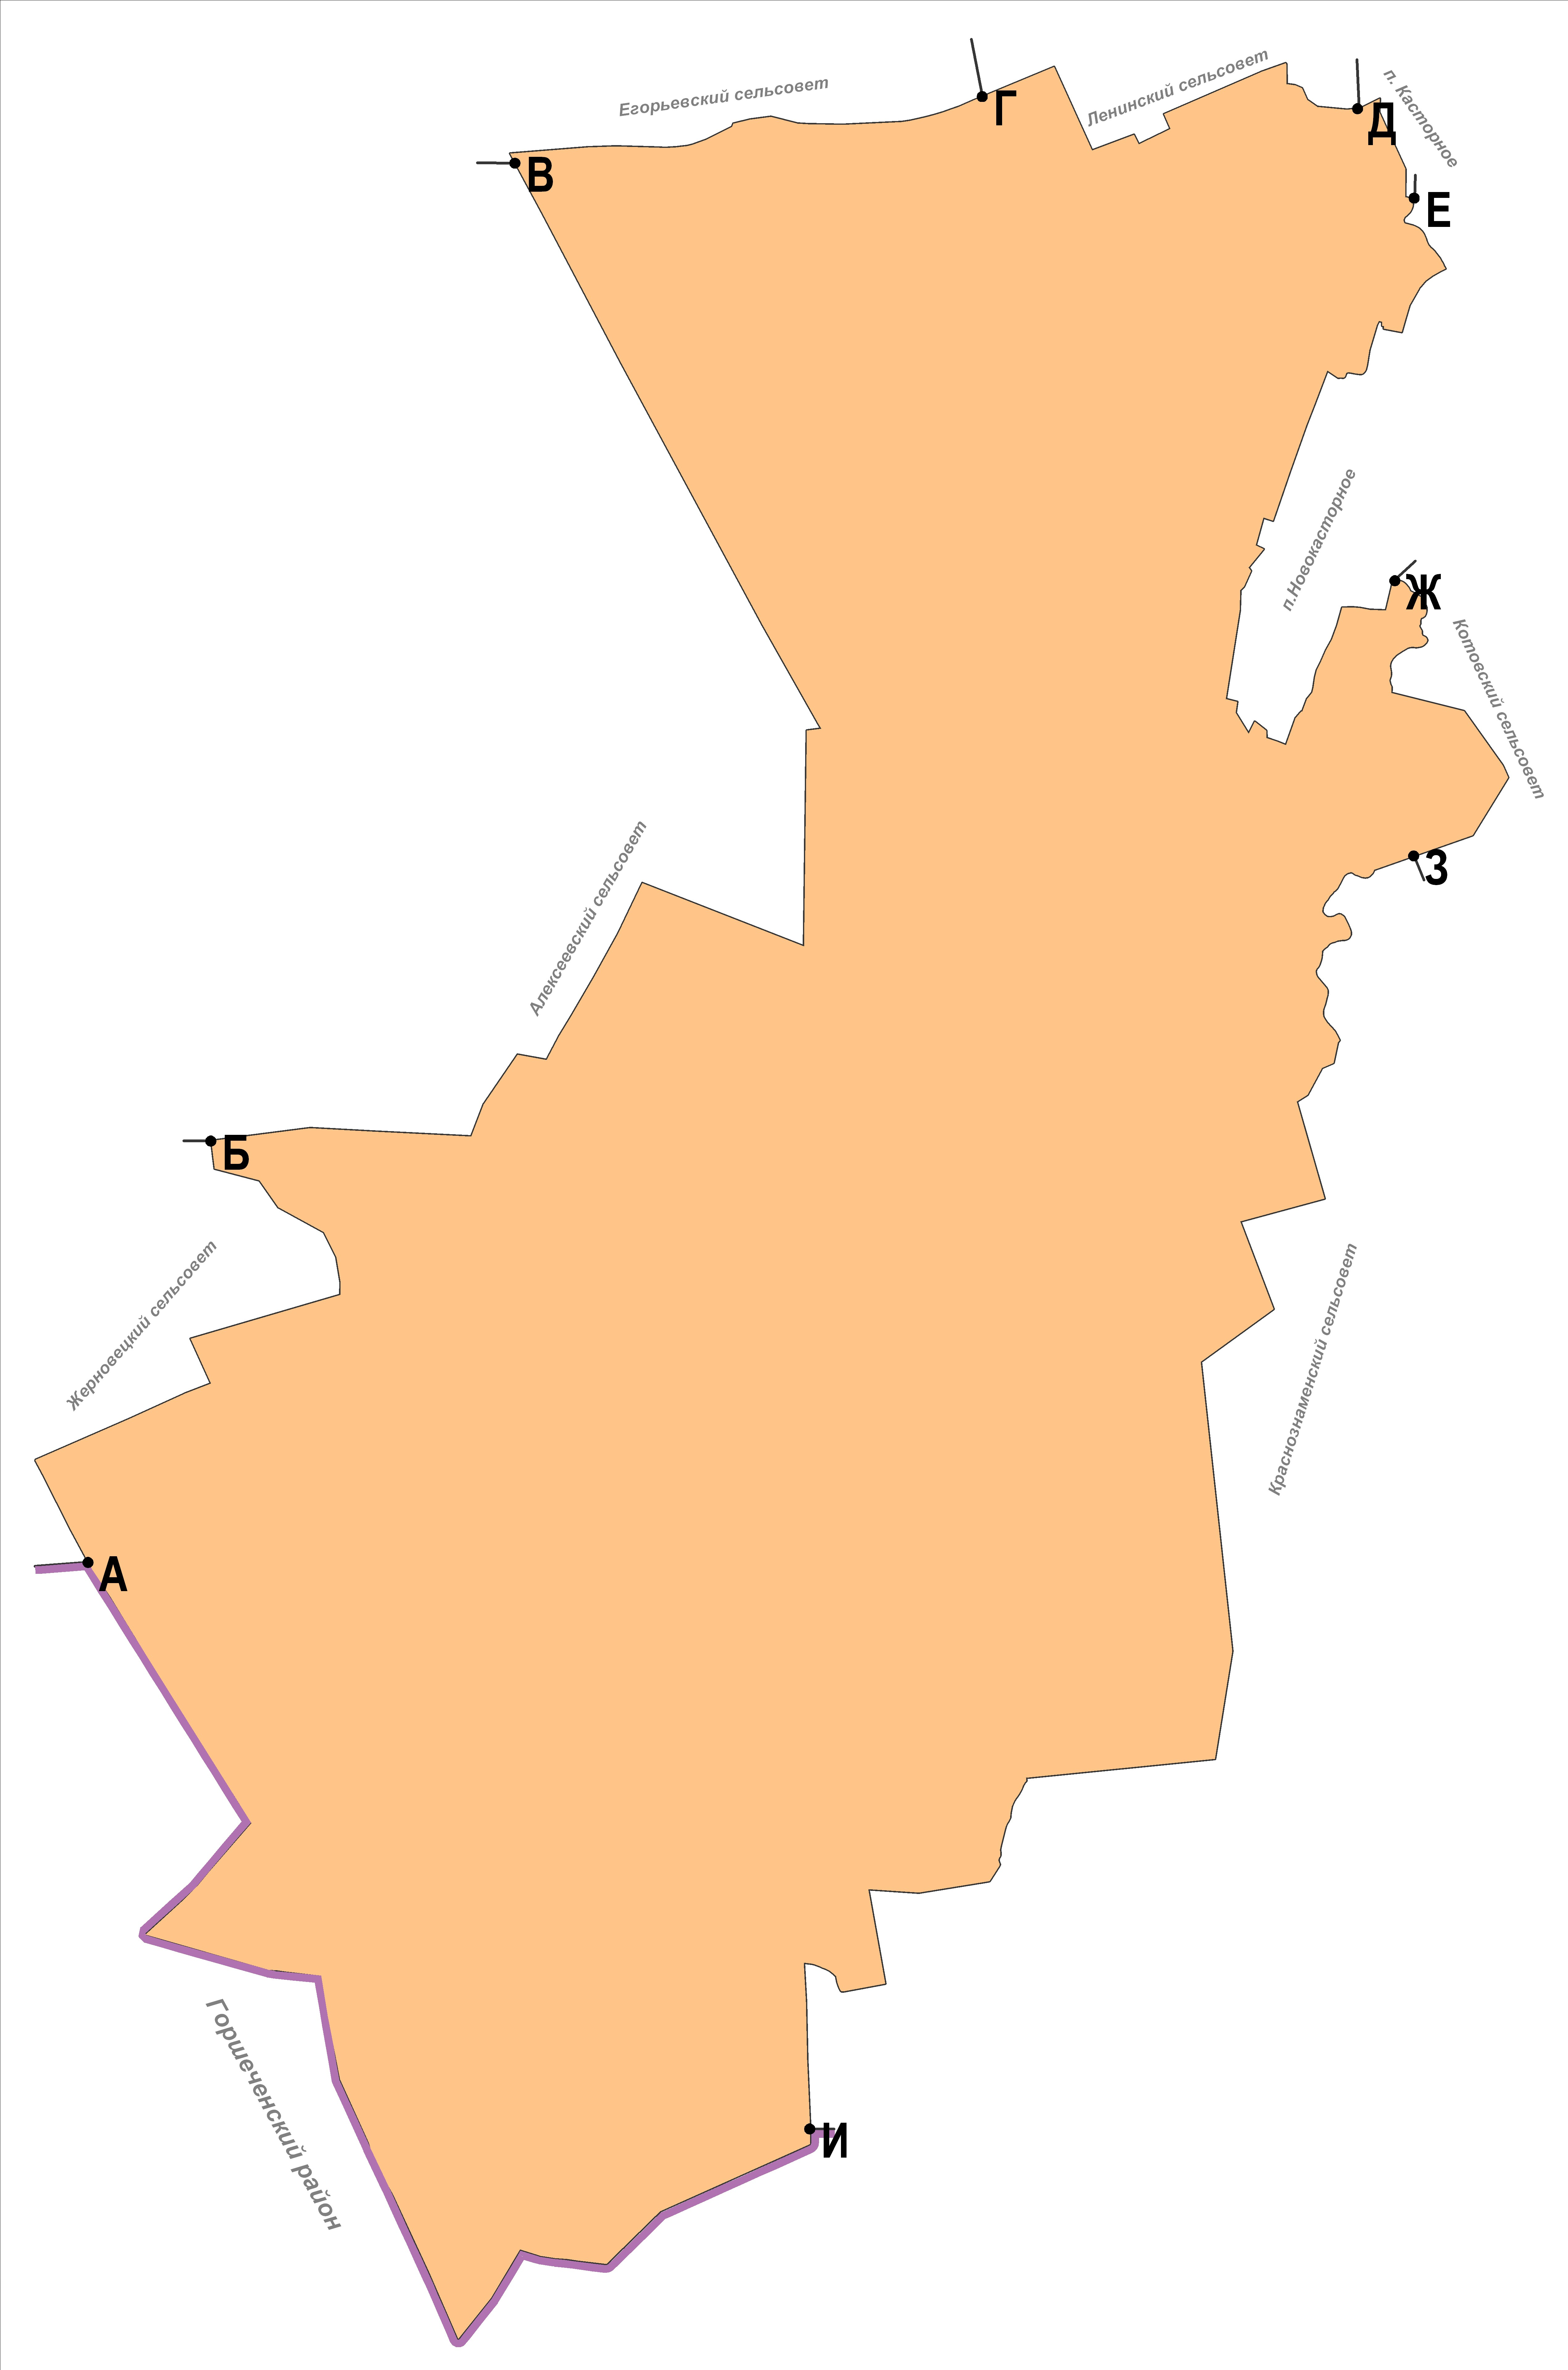 Егорьевский сельсовет
Г
Ленинский сельсовет
Д
п. Касторное
В
Е
п.Новокасторное
Ж
Котовский сельсовет
Алексеевский сельсовет
З
Б
Жерновецкий сельсовет
Краснознаменский сельсовет
А
Горшеченский район
И